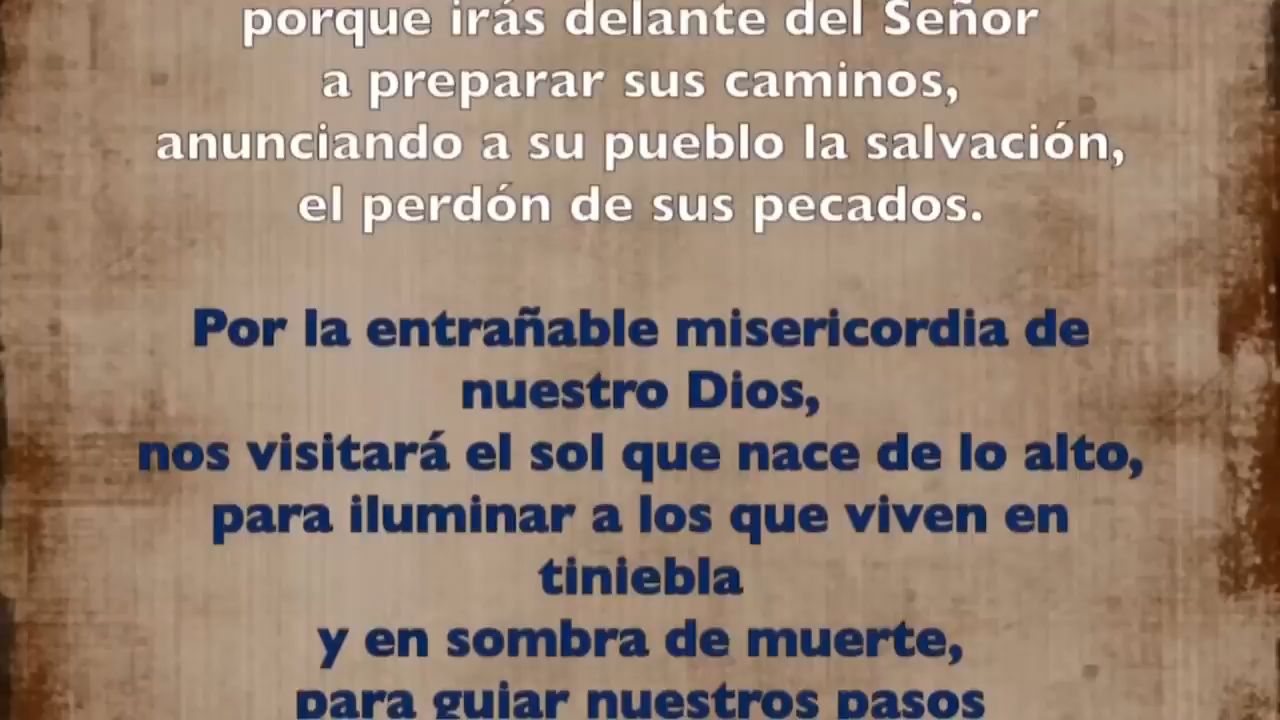 porque irás delante del Señor
a preparar sus caminos,
anunciando a su pueblo la salvación,
el perdón de sus pecados.
Por la entrañable misericordia de
nuestro Dios,
nos visitará el sol que nace de lo alto,
para iluminar a los que viven en
tiniebla
y en sombra de muerte,
para guiar nuestros pasos